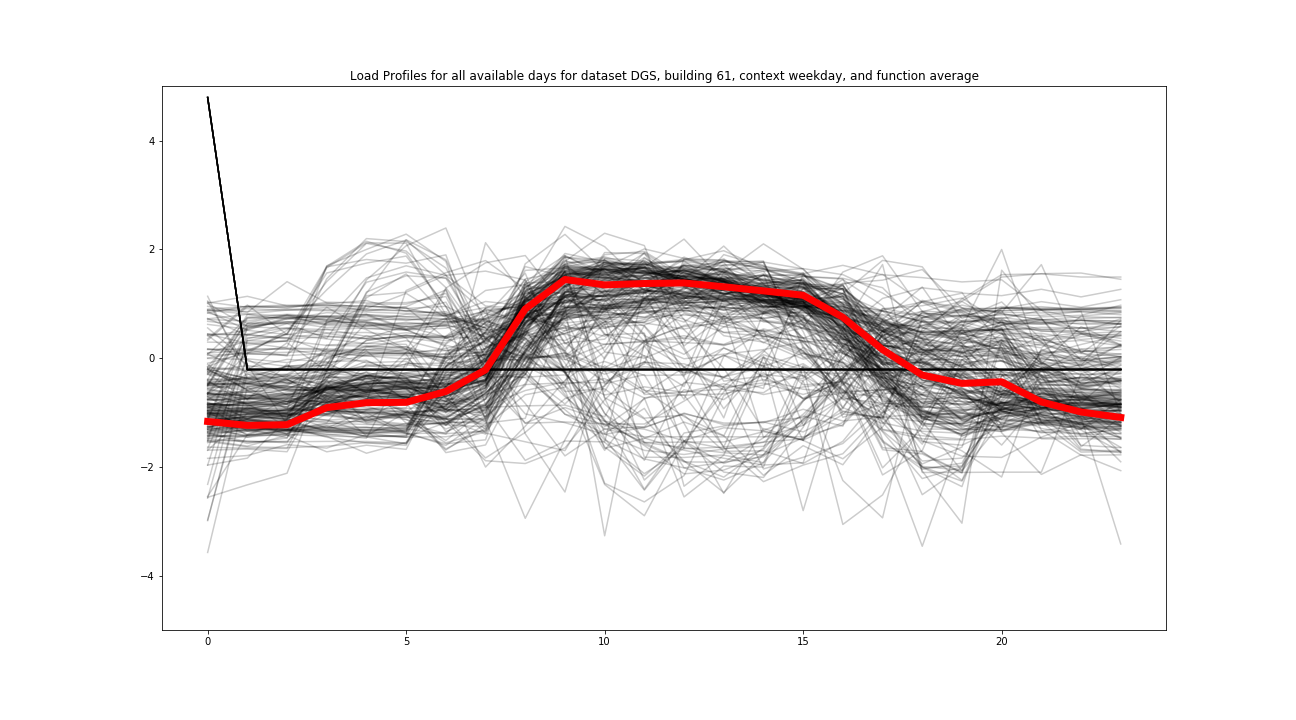 Load Profiles for all available days for dataset DGS, building 61, context weekday, and function average
4
2
0
−2
−4
0 5 10 15 20